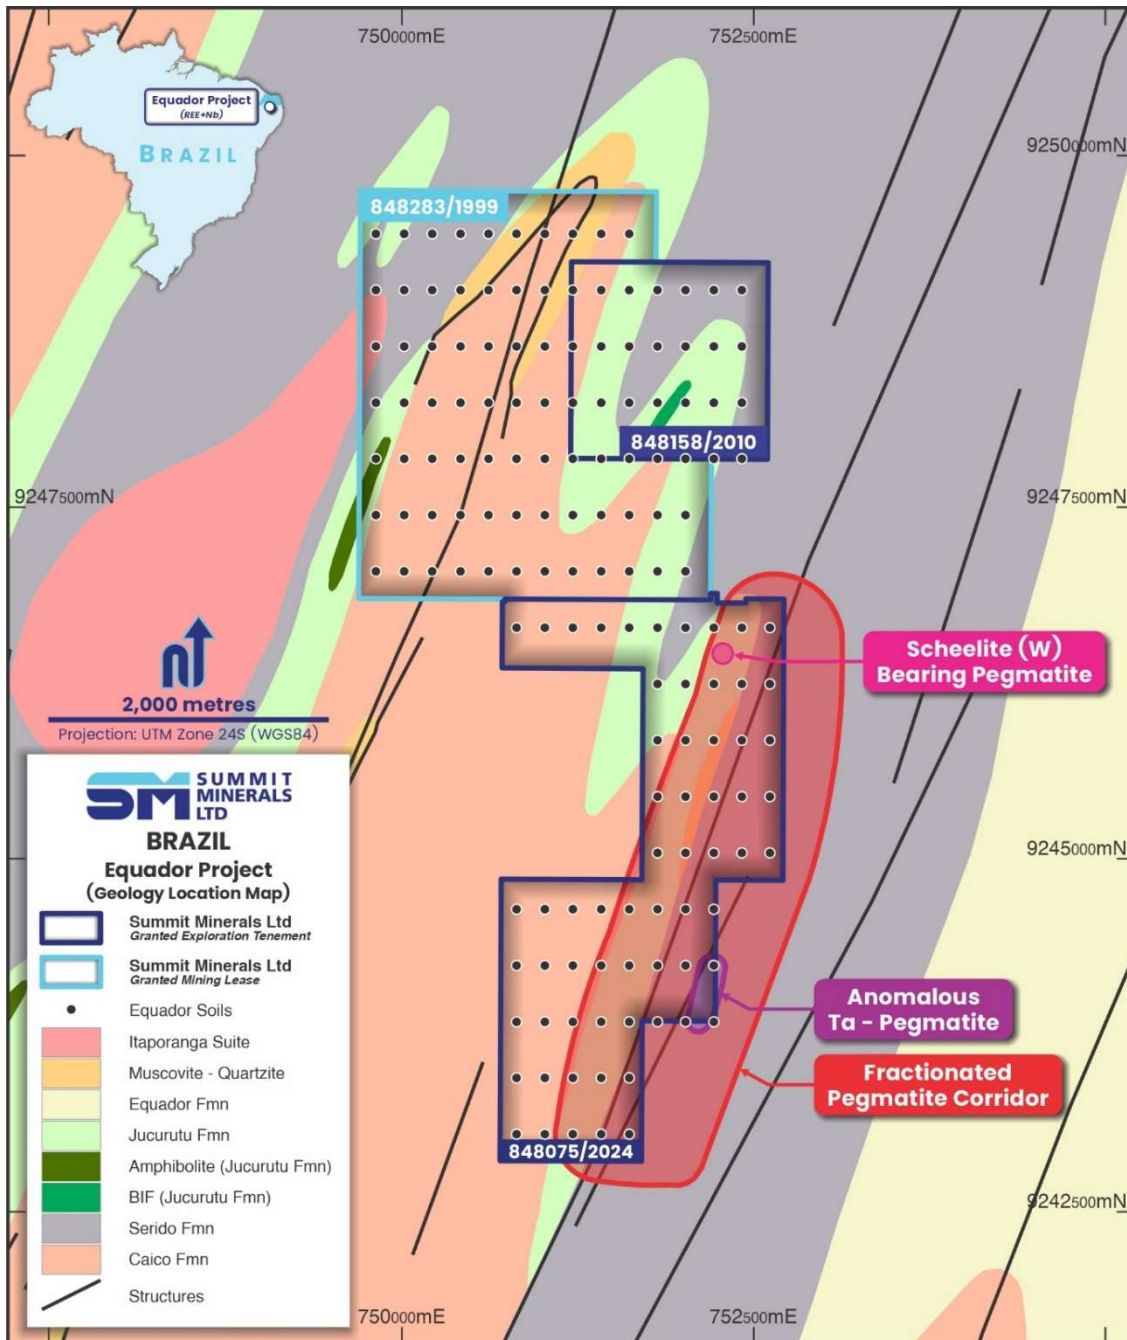 750000mE
752500mE
Equador Project
(REE+Nb)
BRAZIL
9250000mN
848283/1999
848158/2010
9247500mN
9247500mN
Scheelite (W)
Bearing Pegmatite
2,000 metres
Projection: UTM Zone 24S (WGS84)
SM SUMMIT
MINERALS
LTD
BRAZIL
Equador Project
(Geology Location Map)
Summit Minerals Ltd
Granted Exploration Tenement
Summit Minerals Ltd
Granted Mining Lease
Equador Soils
Itaporanga Suite
Muscovite - Quartzite
Equador Fmn
Jucurutu Fmn
Amphibolite (Jucurutu Fmn)
BIF (Jucurutu Fmn)
Serido Fmn
Caico Fmn
Structures
9245000mN
Anomalous
Ta - Pegmatite
Fractionated
Pegmatite Corridor
848075/2024
9242500mN
750000mE
752500mE